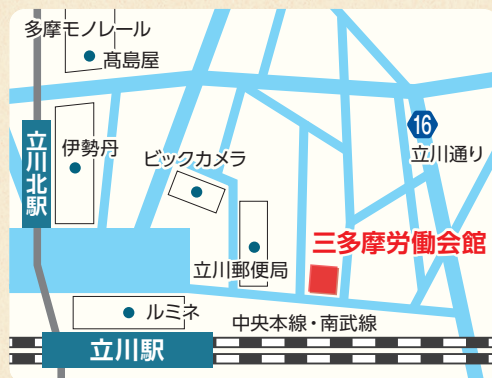 多摩モノレール
髙島屋
16
立川通り
伊勢丹
ビックカメラ
立川北駅
三多摩労働会館
立川郵便局
ルミネ
中央本線・南武線
立川駅